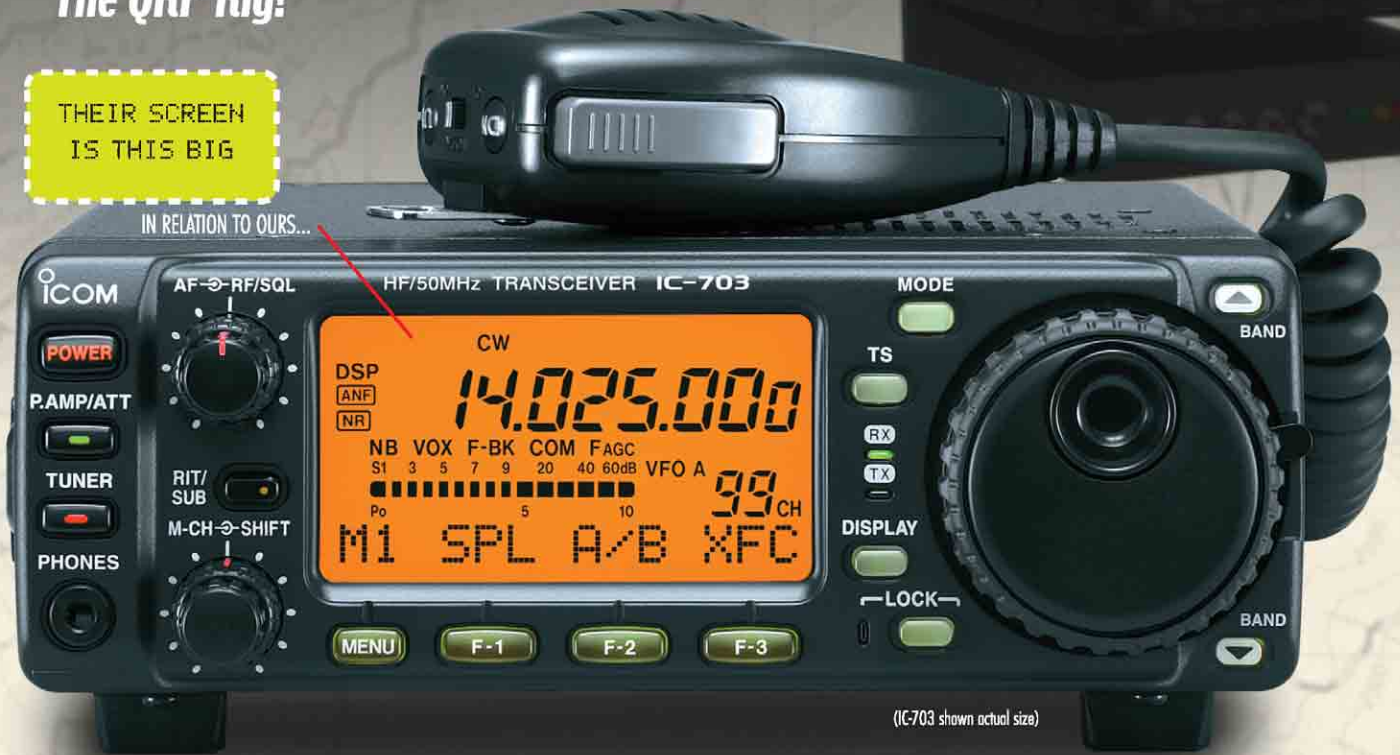 The QRP Rig!
THEIR SCREEN
IS THIS BIG
IN RELATION TO OURS...
ICOM
AF RF/SQL
HF/50MHz TRANSCEIVER IC-703
MODE
BAND
POWER
CW
DSP
ANF
NR
14.025.000
TS
P.AMP/ATT
NB VOX F-BK COM FAGC
S1 3 5 7 9 20 40 60dB VFO A
99 CH
Po 5 10
RX
TX
TUNER
RIT/
SUB
M-CH SHIFT
M1 SPL A/B XFC
DISPLAY
PHONES
LOCK
MENU F-1 F-2 F-3
BAND
(IC-703 shown actual size)